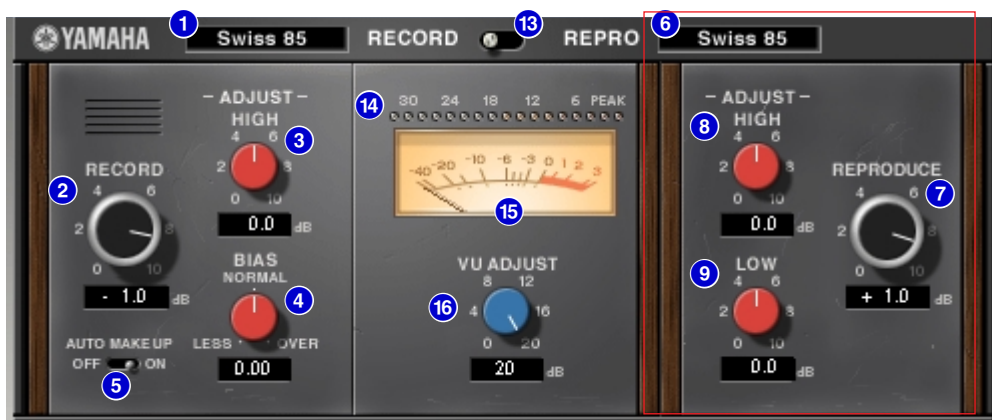 YAMAHA 1 Swiss 85 RECORD 13 REPRO 6 Swiss 85
14 30 24 18 12 6 PEAK
- ADJUST -
HIGH
3
4 6
2 8
0 10
0.0 dB
2 RECORD
4 6
2 8
0 10
- 1.0 dB
BIAS
NORMAL
4
LESS OVER
0.00
AUTO MAKE UP
OFF ON
5
-40 -20 -10 -6 -3 0 1 2 3
15
VU ADJUST
8 12
16 4 16
0 20
20 dB
- ADJUST -
8 HIGH
4 6
2 8
0 10
0.0 dB
9 LOW
4 6
2 8
0 10
0.0 dB
REPRODUCE
7
4 6
2 8
0 10
+ 1.0 dB